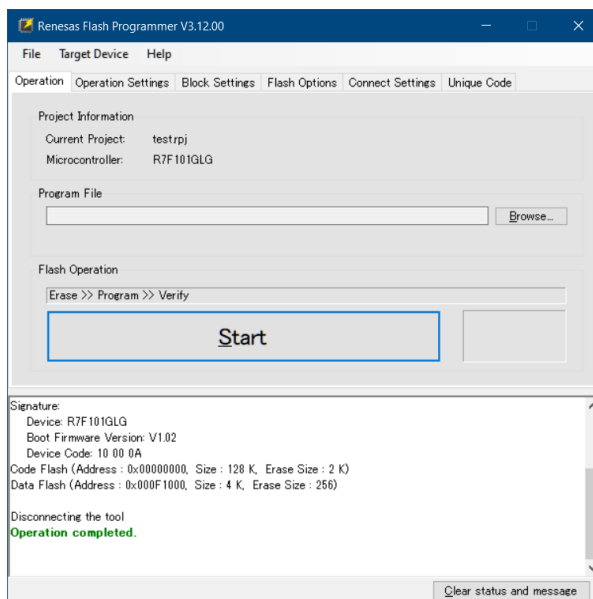 Renesas Flash Programmer V3.12.00
File Target Device Help
Operation Operation Settings Block Settings Flash Options Connect Settings Unique Code
Project Information
Current Project: test.rpj
Microcontroller: R7F101GLG
Program File
Browse...
Flash Operation
Erase >> Program >> Verify
Start
Signature:
Device: R7F101GLG
Boot Firmware Version: V1.02
Device Code: 10 00 0A
Code Flash (Address : 0x00000000, Size : 128 K, Erase Size : 2 K)
Data Flash (Address : 0x000F1000, Size : 4 K, Erase Size : 256)
Disconnecting the tool
Operation completed.
Clear status and message